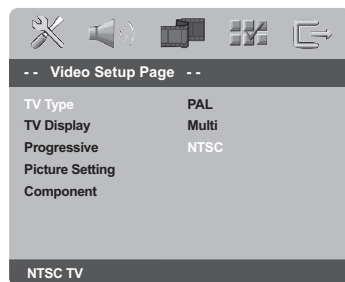 - - Video Setup Page - -
TV Type PAL
TV Display Multi
Progressive NTSC
Picture Setting
Component
NTSC TV